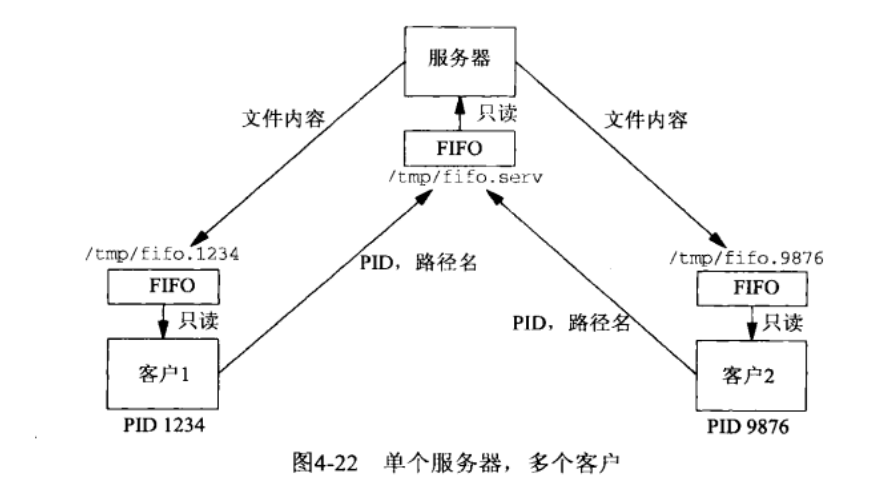 服务器
文件内容
只读
文件内容
FIFO
/tmp/fifo.serv
/tmp/fifo.1234
PID，路径名
/tmp/fifo.9876
FIFO
FIFO
只读
PID，路径名
只读
客户1
客户2
PID 1234
PID 9876
图4-22 单个服务器，多个客户